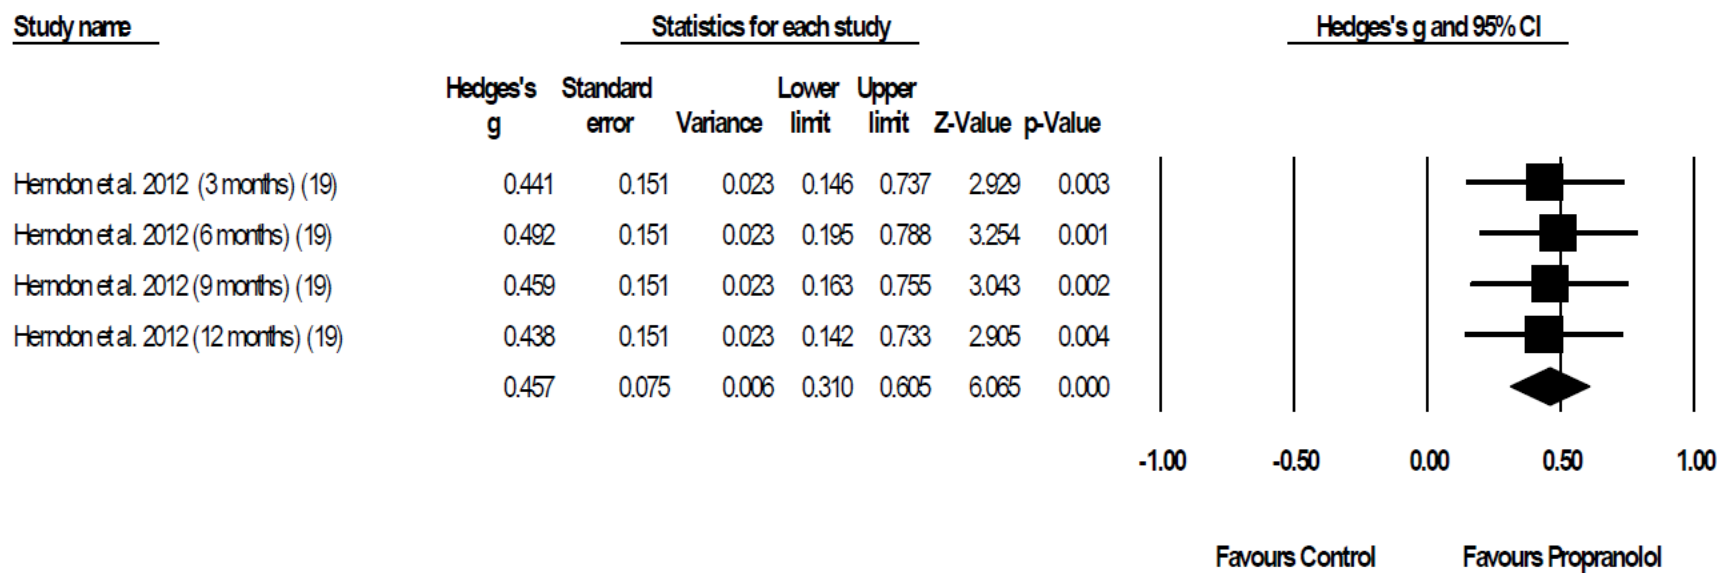 Study name Statistics for each study Hedges's g and 95% CI
Hedges's Standard Lower Upper
g error Variance limit limit Z-Value p-Value
Herndon et al. 2012 (3 months) (19) 0.441 0.151 0.023 0.146 0.737 2.929 0.003
Herndon et al. 2012 (6 months) (19) 0.492 0.151 0.023 0.195 0.788 3.254 0.001
Herndon et al. 2012 (9 months) (19) 0.459 0.151 0.023 0.163 0.755 3.043 0.002
Herndon et al. 2012 (12 months) (19) 0.438 0.151 0.023 0.142 0.733 2.905 0.004
0.457 0.075 0.006 0.310 0.605 6.065 0.000
-1.00 -0.50 0.00 0.50 1.00
Favours Control Favours Propranolol